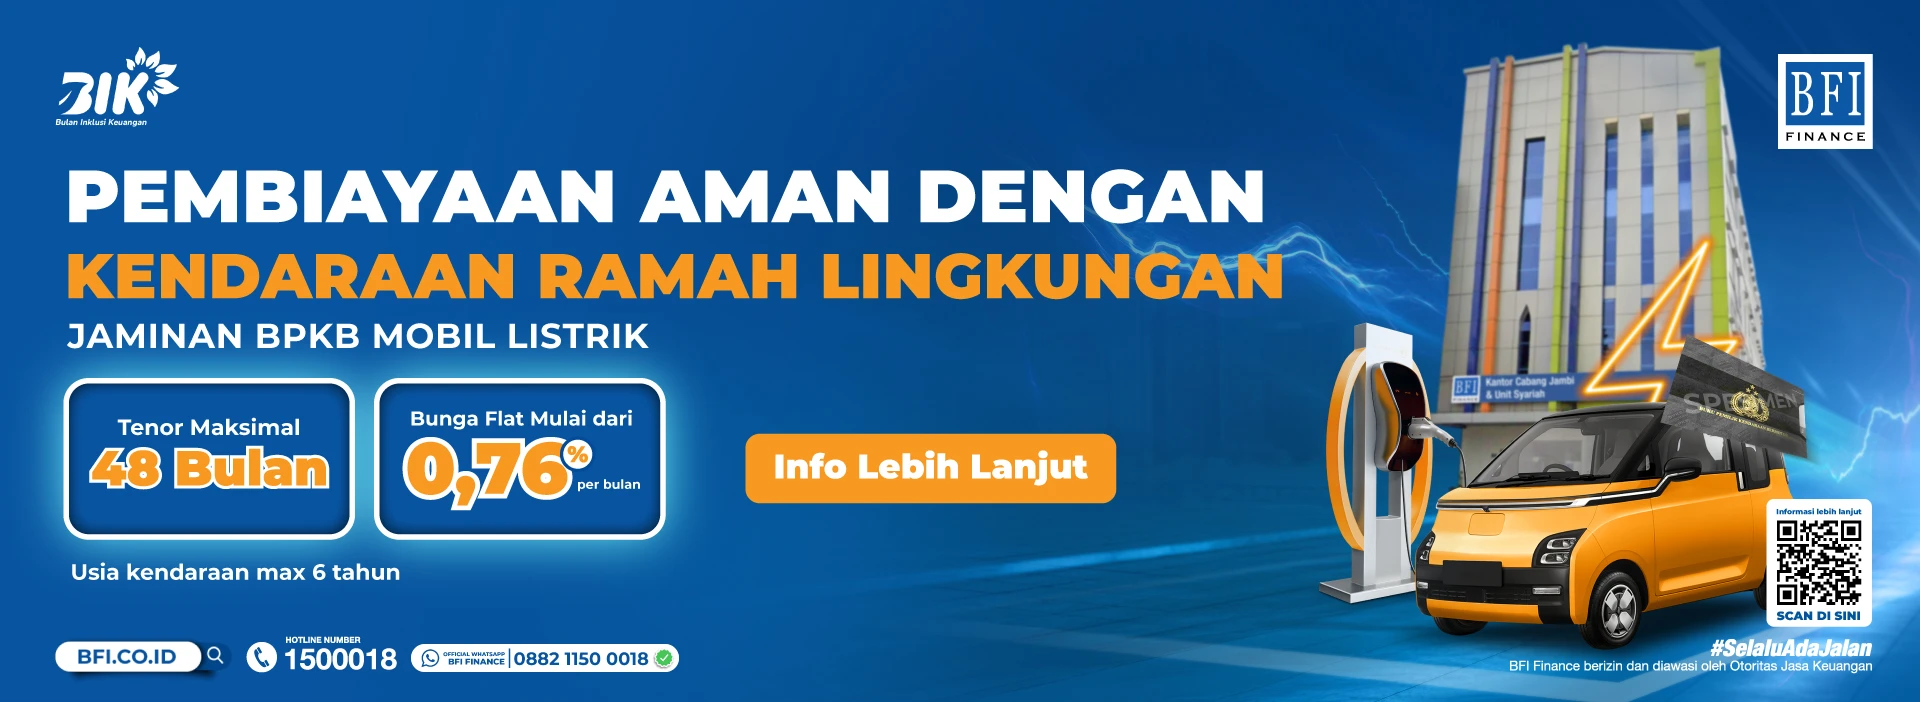 BIK
Bulan Inklusi Keuangan
BFI
FINANCE
PEMBIAYAAN AMAN DENGAN
KENDARAAN RAMAH LINGKUNGAN
JAMINAN BPKB MOBIL LISTRIK
Tenor Maksimal
48 Bulan
Bunga Flat Mulai dari
0,76%
per bulan
Info Lebih Lanjut
Usia kendaraan max 6 tahun
BFI
FINANCE
Kantor Cabang Jambi
& Unit Syariah
SPECIMEN
Informasi lebih lanjut
SCAN DI SINI
BFI.CO.ID
HOTLINE NUMBER
1500018
OFFICIAL WHATSAPP
BFI FINANCE
0882 1150 0018
#SelaluAdaJalan
BFI Finance berizin dan diawasi oleh Otoritas Jasa Keuangan